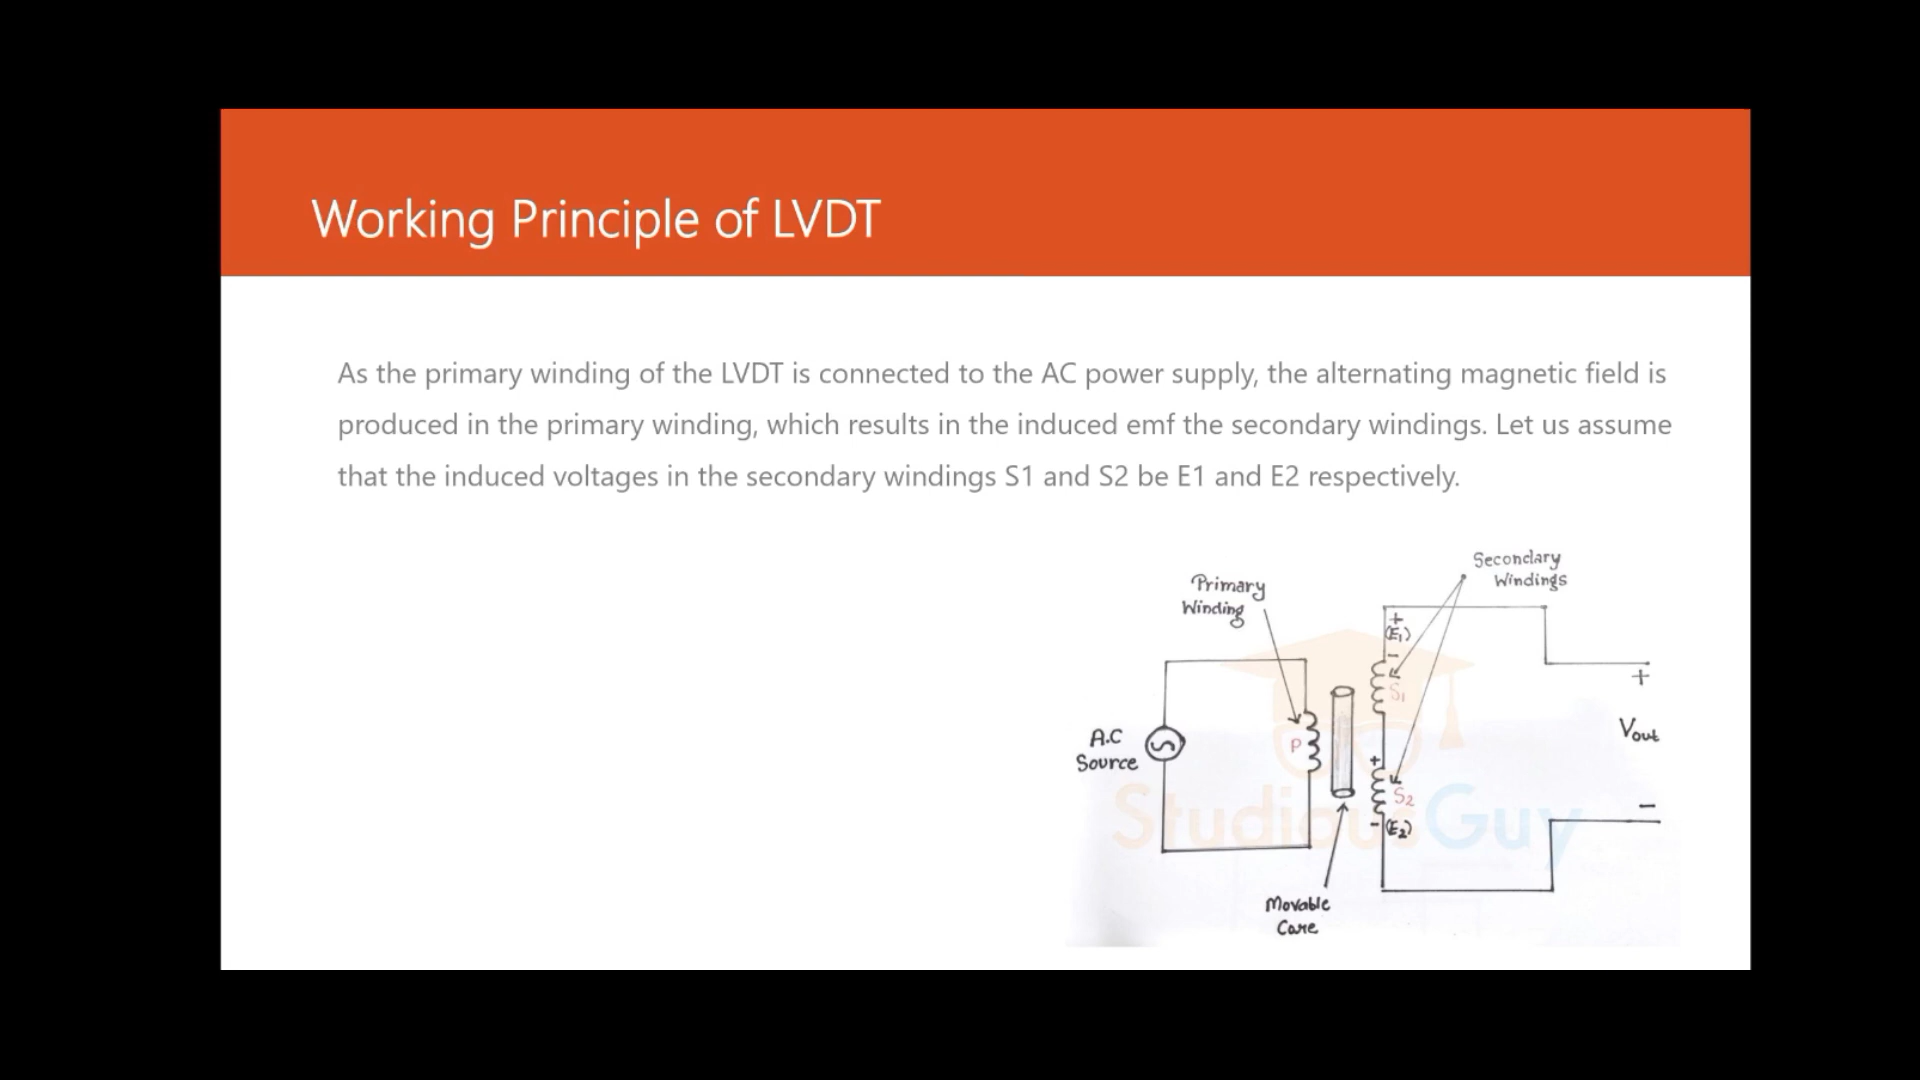 Working Principle of LVDT
As the primary winding of the LVDT is connected to the AC power supply, the alternating magnetic field is
produced in the primary winding, which results in the induced emf the secondary windings. Let us assume
that the induced voltages in the secondary windings S1 and S2 be E1 and E2 respectively.
Secondary
Windings
Primary
Winding
+
(E1)
-
S1
+
Vout
A.C
Source
P
+
S2
-
- (E2)
StudiousGuy
Movable
Core